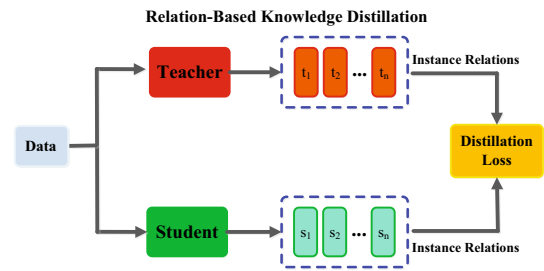 Relation-Based Knowledge Distillation
Teacher
t1 t2 ... tn
Instance Relations
Data
Distillation
Loss
Student
s1 s2 ... sn
Instance Relations